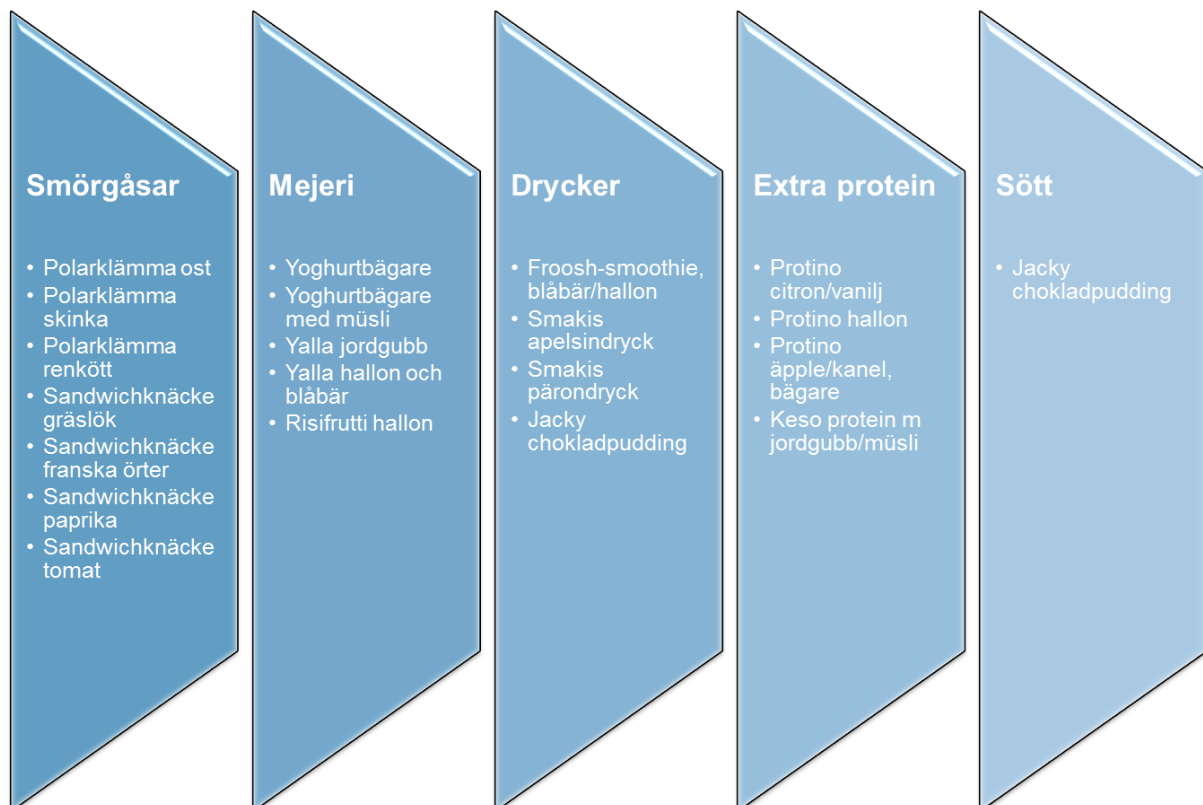 Smörgåsar
• Polarklämma ost
• Polarklämma
skinka
• Polarklämma
renkött
• Sandwichknäcke
gräslök
• Sandwichknäcke
franska örter
• Sandwichknäcke
paprika
• Sandwichknäcke
tomat
Mejeri
• Yoghurtbägare
• Yoghurtbägare
med müsli
• Yalla jordgubb
• Yalla hallon och
blåbär
• Risifrutti hallon
Drycker
• Froosh-smoothie,
blåbär/hallon
• Smakis
apelsindryck
• Smakis
pärondryck
• Jacky
chokladpudding
Extra protein
• Protino
citron/vanilj
• Protino hallon
• Protino
äpple/kanel,
bägare
• Keso protein m
jordgubb/müsli
Sött
• Jacky
chokladpudding